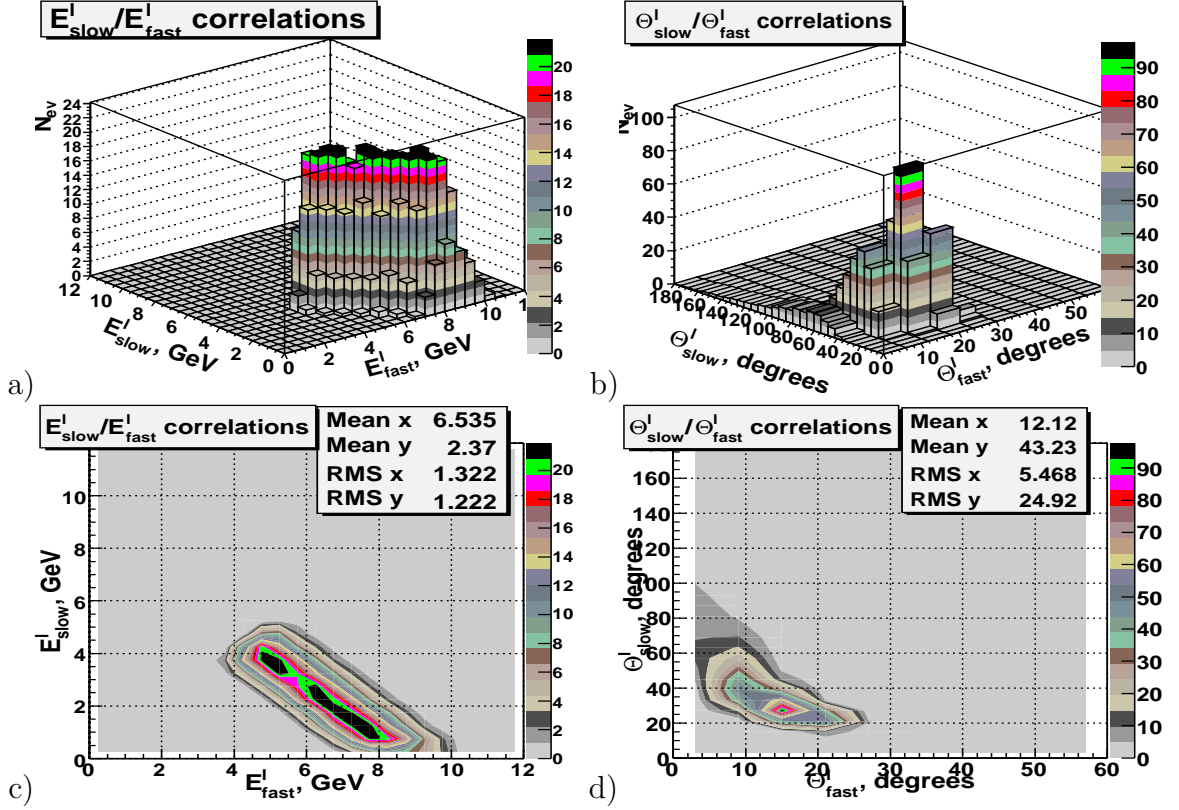 E^l_slow/E^l_fast correlations
N_ev
24
22
20
18
16
14
12
10
8
6
4
2
0
12 10 8 6 4 2 0
E^l_slow, GeV
0 2 4 6 8 10 1
E^l_fast, GeV
20
18
16
14
12
10
8
6
4
2
0
a)
Θ^l_slow/Θ^l_fast correlations
N_ev
100
80
60
40
20
0
180 160 140 120 100 80 60 40 20 0
Θ^l_slow, degrees
0 10 20 30 40 50
Θ^l_fast, degrees
90
80
70
60
50
40
30
20
10
0
b)
E^l_slow/E^l_fast correlations
Mean x 6.535
Mean y 2.37
RMS x 1.322
RMS y 1.222
E^l_slow, GeV
10
8
6
4
2
0
0 2 4 6 8 10 12
E^l_fast, GeV
20
18
16
14
12
10
8
6
4
2
0
c)
Θ^l_slow/Θ^l_fast correlations
Mean x 12.12
Mean y 43.23
RMS x 5.468
RMS y 24.92
Θ^l_slow, degrees
160
140
120
100
80
60
40
20
0
0 10 20 30 40 50 60
Θ^l_fast, degrees
90
80
70
60
50
40
30
20
10
0
d)